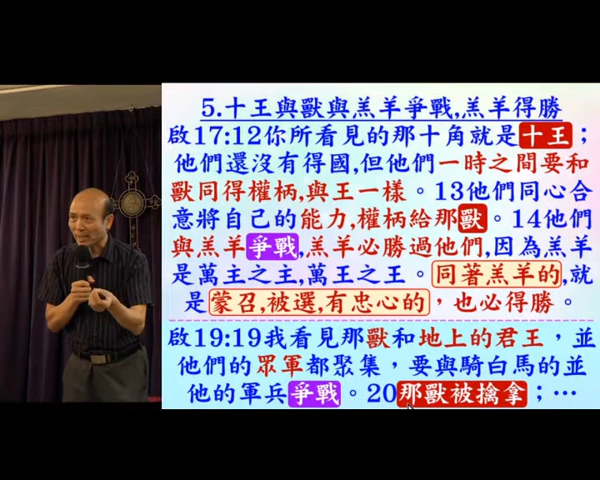 5.十王與獸與羔羊爭戰,羔羊得勝
啟17:12你所看見的那十角就是十王；
他們還沒有得國,但他們一時之間要和
獸同得權柄,與王一樣。13他們同心合
意將自己的能力,權柄給那獸。14他們
與羔羊爭戰,羔羊必勝過他們,因為羔羊
是萬主之主,萬王之王。同著羔羊的,就
是蒙召,被選,有忠心的，也必得勝。
啟19:19我看見那獸和地上的君王，並
他們的眾軍都聚集，要與騎白馬的並
他的軍兵爭戰。20那獸被擒拿；⋯